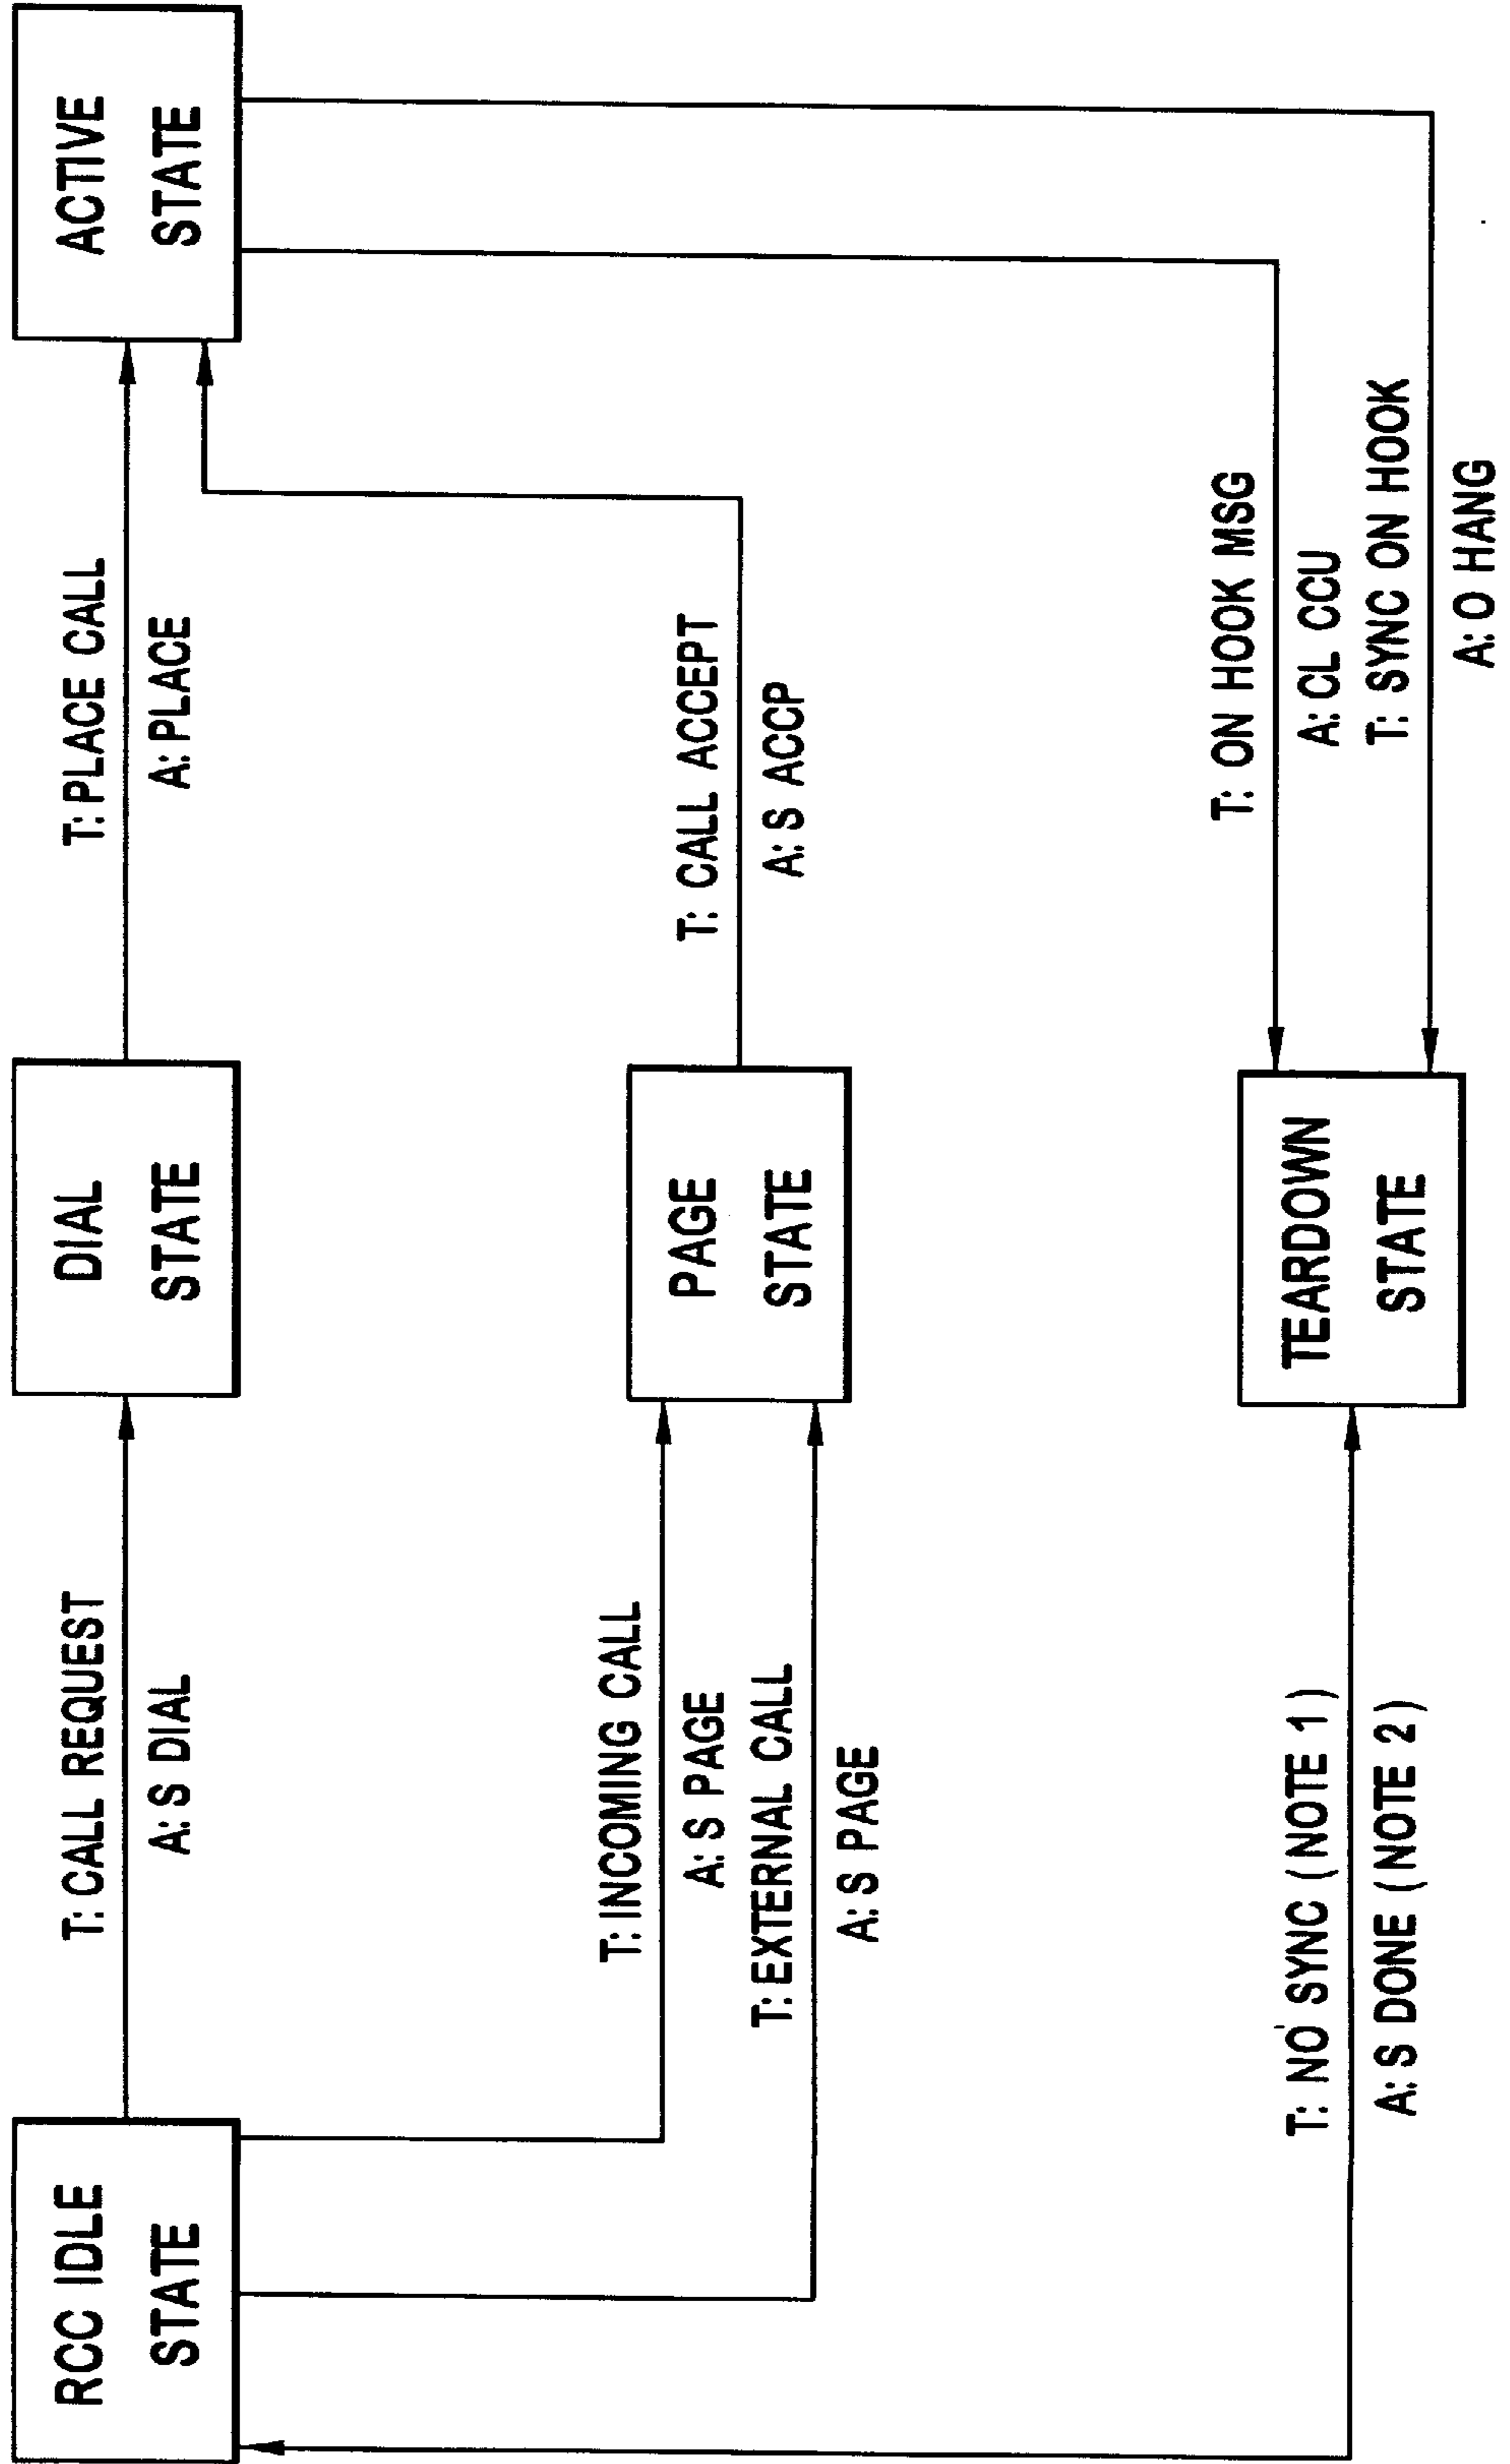 RCC IDLE
STATE
T: CALL REQUEST
A: S DIAL
DIAL
STATE
T: PLACE CALL
A: PLACE
ACTIVE
STATE
T: INCOMING CALL
A: S PAGE
T: EXTERNAL CALL
A: S PAGE
PAGE
STATE
T: CALL ACCEPT
A: S ACCP
T: NO SYNC (NOTE 1)
A: S DONE (NOTE 2)
TEARDOWN
STATE
T: ON HOOK MSG
A: CL CCU
T: SYNC ON HOOK
A: O HANG